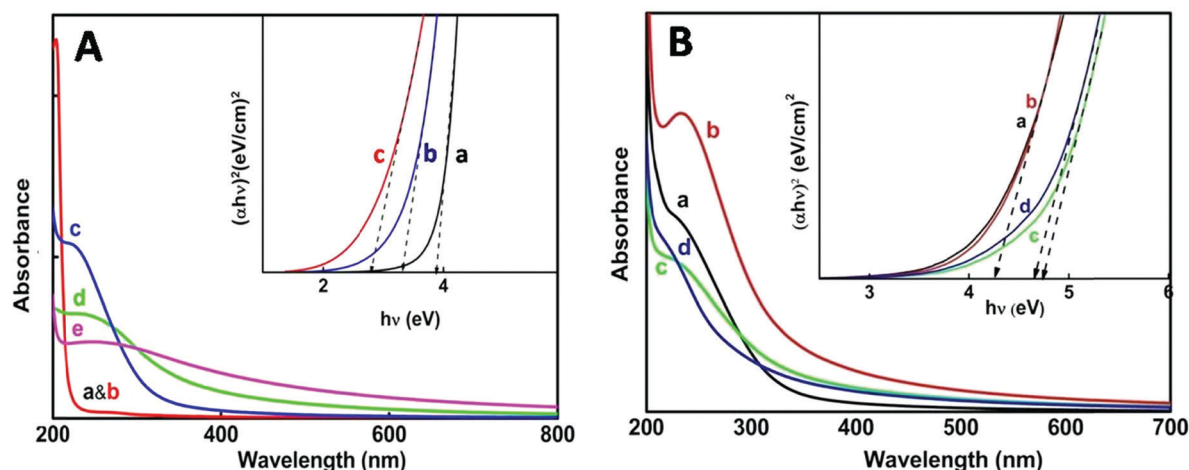 A
Absorbance
c
d
e
a&b
200
400
600
800
Wavelength (nm)
(αhν)²(eV/cm)²
c
b
a
2
4
hν (eV)
B
Absorbance
b
a
d
c
200
300
400
500
600
700
Wavelength (nm)
(αhν)² (eV/cm)²
b
a
d
c
3
4
5
6
hν (eV)